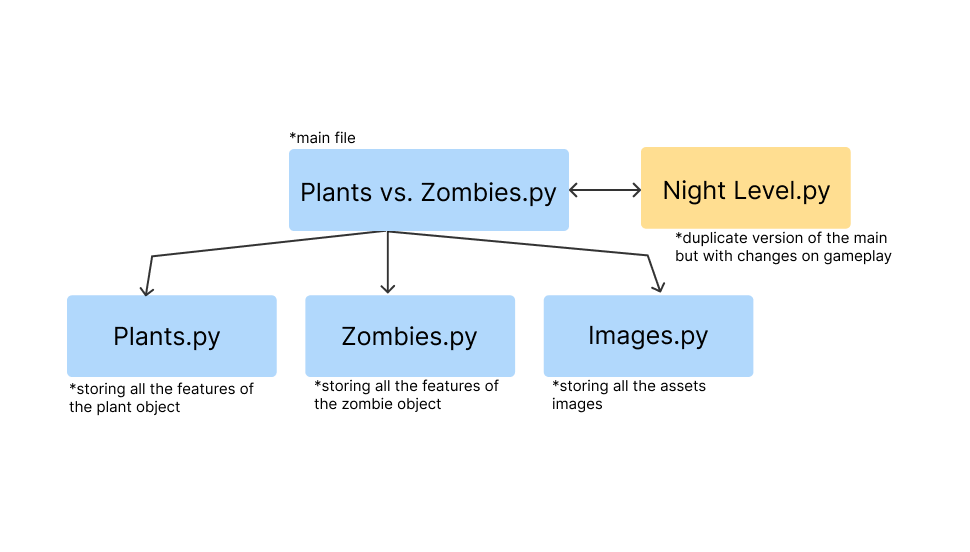 *main file
Plants vs. Zombies.py
Night Level.py
*duplicate version of the main
but with changes on gameplay
Plants.py
Zombies.py
Images.py
*storing all the features of
the plant object
*storing all the features of
the zombie object
*storing all the assets
images